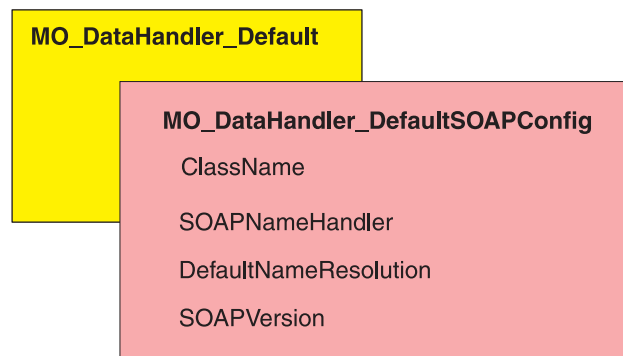 MO_DataHandler_Default
MO_DataHandler_DefaultSOAPConfig
ClassName
SOAPNameHandler
DefaultNameResolution
SOAPVersion